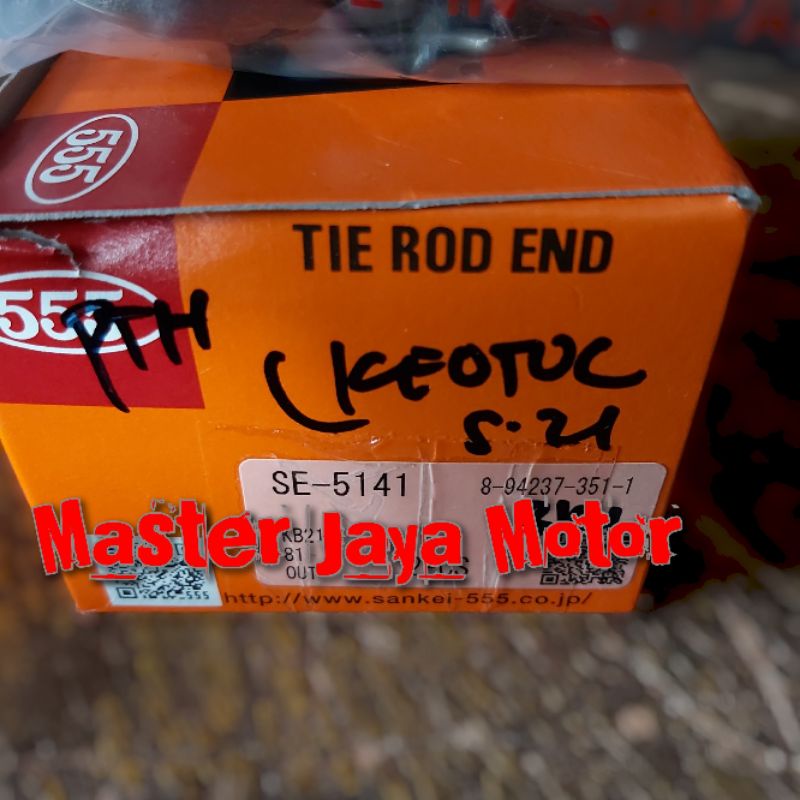 555
TIE ROD END
555
PTH
S.21
SE-5141 8-94237-351-1
KB21
81
OUT
Master Jaya Motor
555
http://www.sankei-555.co.jp/